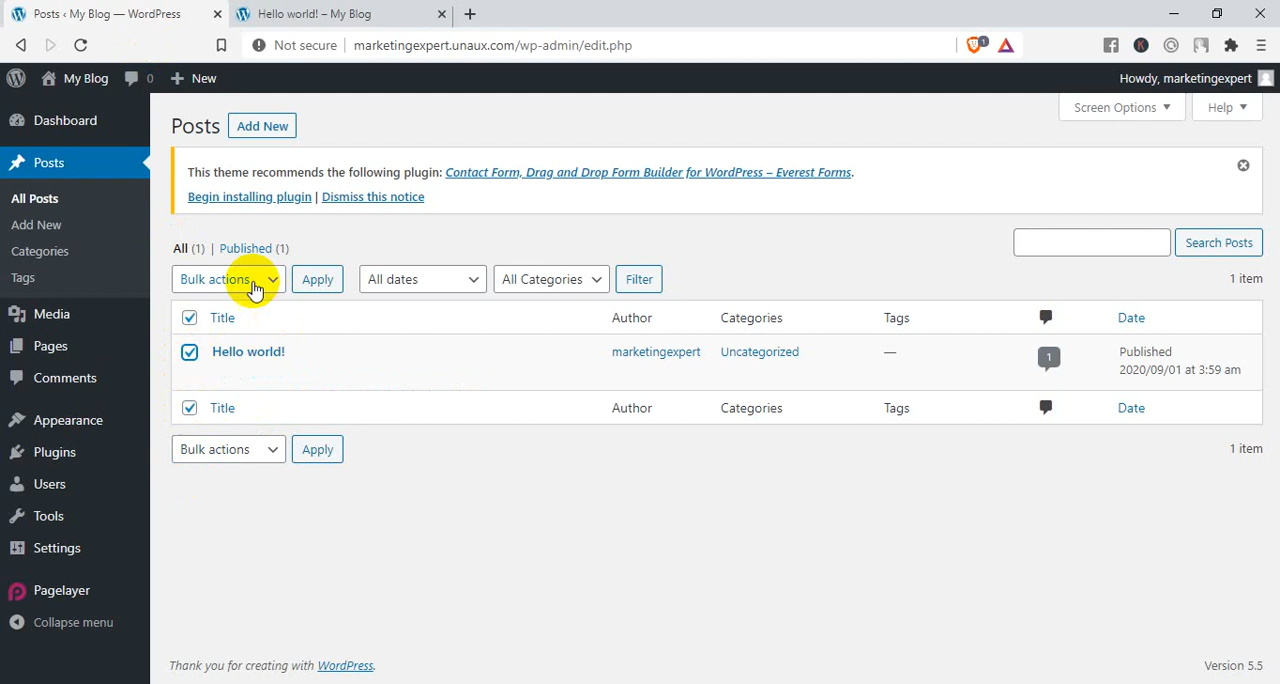 Posts ‹ My Blog — WordPress
Hello world! – My Blog
Not secure | marketingexpert.unaux.com/wp-admin/edit.php
1
K
My Blog
0
New
Howdy, marketingexpert
Dashboard
Posts
All Posts
Add New
Categories
Tags
Media
Pages
Comments
Appearance
Plugins
Users
Tools
Settings
Pagelayer
Collapse menu
Screen Options
Help
Posts
Add New
This theme recommends the following plugin: Contact Form, Drag and Drop Form Builder for WordPress – Everest Forms.
Begin installing plugin | Dismiss this notice
All (1) | Published (1)
Search Posts
Bulk actions
Apply
All dates
All Categories
Filter
1 item
Title Author Categories Tags Date
Hello world! marketingexpert Uncategorized — 1 Published
2020/09/01 at 3:59 am
Title Author Categories Tags Date
Bulk actions
Apply
1 item
Thank you for creating with WordPress.
Version 5.5